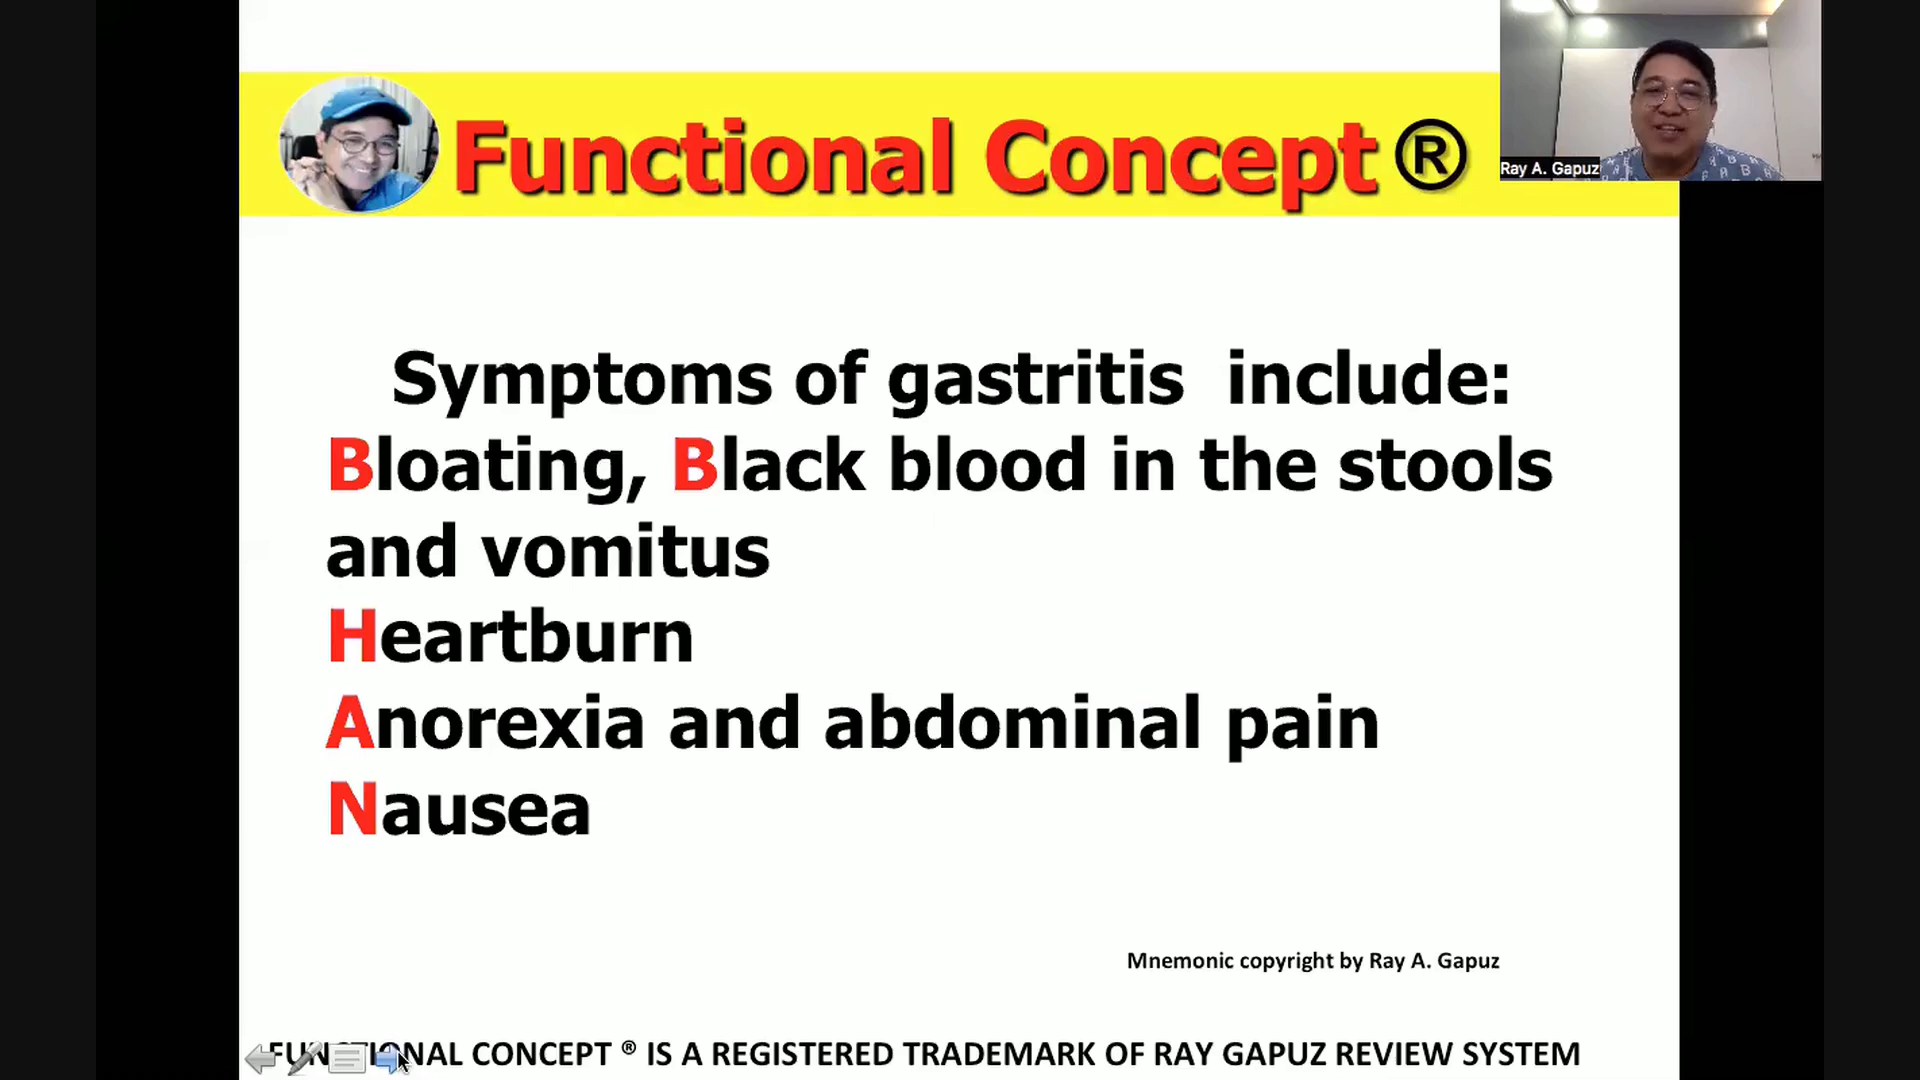 Functional Concept ®
Ray A. Gapuz
Symptoms of gastritis include:
Bloating, Black blood in the stools
and vomitus
Heartburn
Anorexia and abdominal pain
Nausea
Mnemonic copyright by Ray A. Gapuz
FUNCTIONAL CONCEPT ® IS A REGISTERED TRADEMARK OF RAY GAPUZ REVIEW SYSTEM